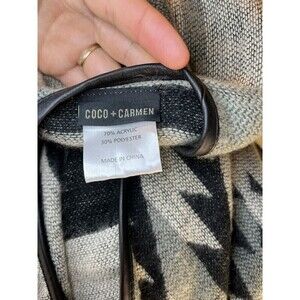 COCO + CARMEN
70% ACRYLIC
30% POLYESTER
MADE IN CHINA